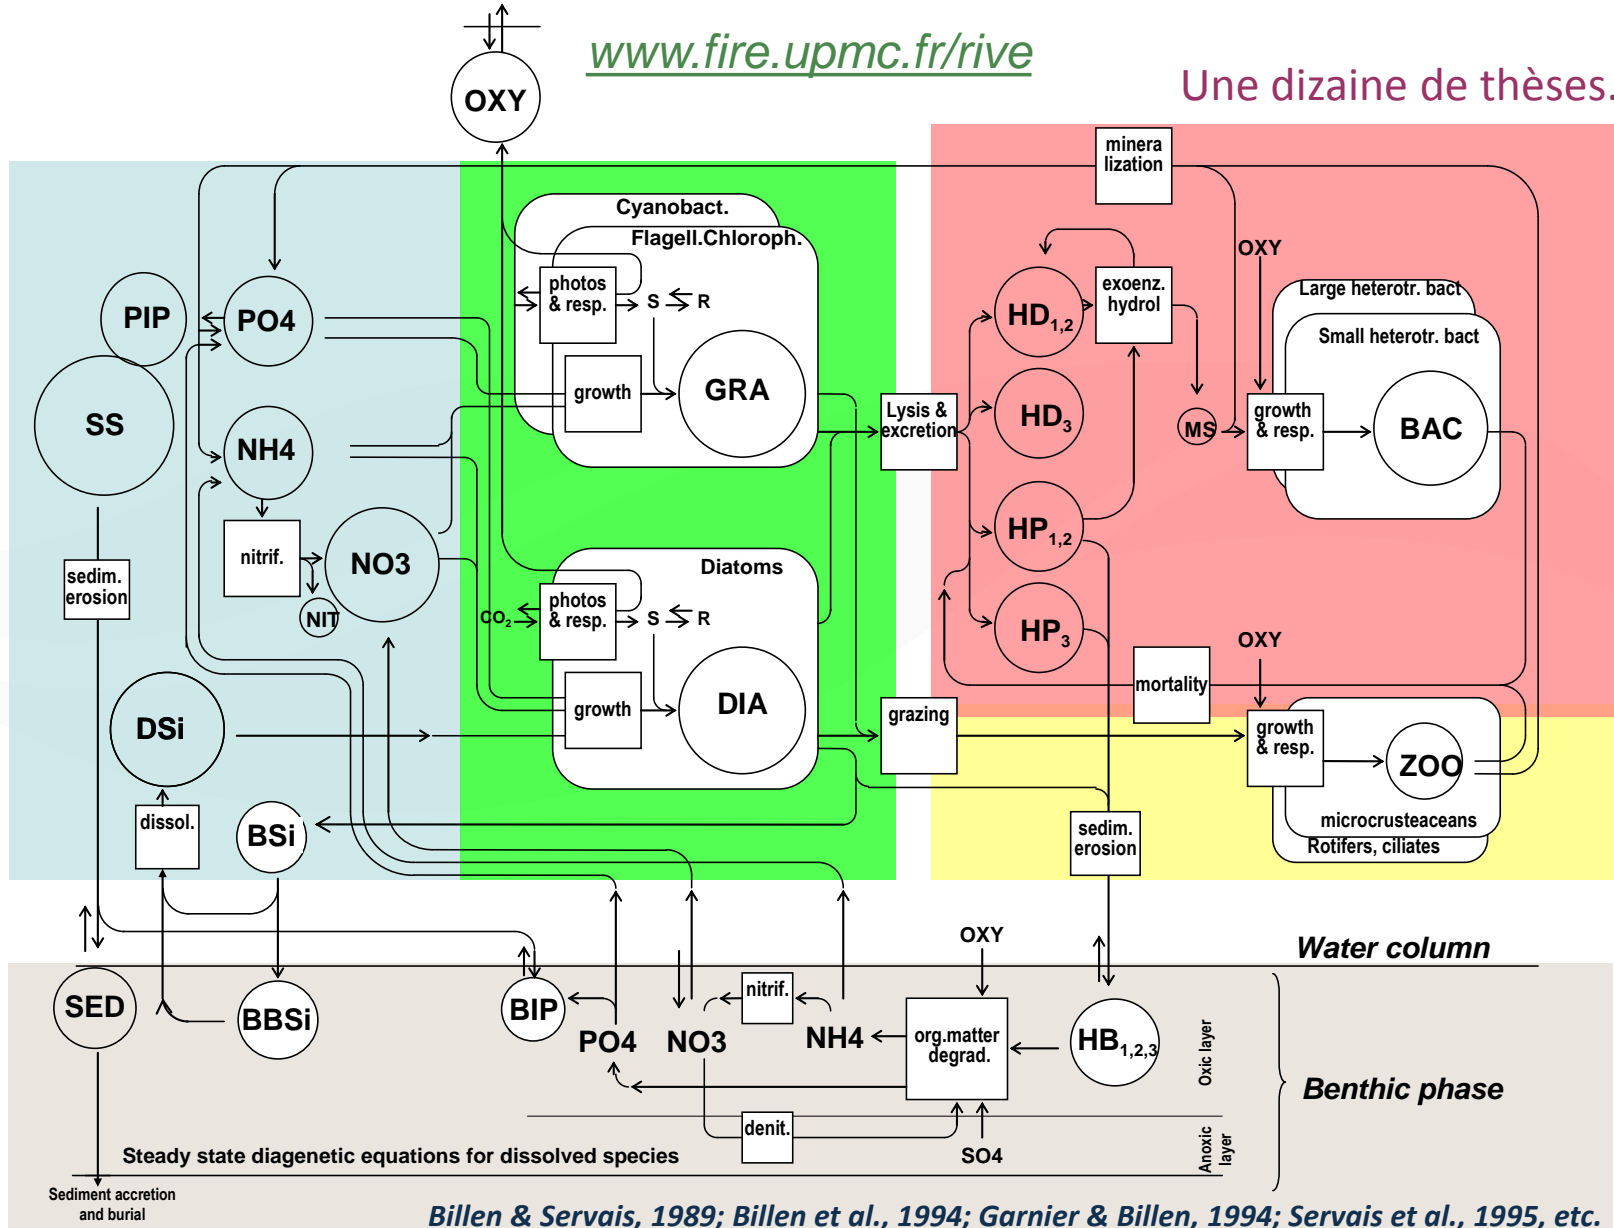 www.fire.upmc.fr/rive
Une dizaine de thèses.
OXY
minera
lization
Cyanobact.
Flagell.Chloroph.
photos
& resp.
S
R
growth
GRA
PIP
PO4
SS
NH4
nitrif.
NO3
NIT
sedim.
erosion
DSi
dissol.
BSi
Diatoms
CO2
photos
& resp.
S
R
growth
DIA
Lysis &
excretion
grazing
HD1,2
exoenz.
hydrol
HD3
HP1,2
HP3
MS
OXY
Large heterotr. bact
Small heterotr. bact
growth
& resp.
BAC
mortality
OXY
growth
& resp.
ZOO
microcrusteaceans
Rotifers, ciliates
sedim.
erosion
Water column
SED
BBSi
BIP
PO4
NO3
nitrif.
NH4
OXY
org.matter
degrad.
HB1,2,3
Oxic layer
Benthic phase
denit.
SO4
Anoxic
layer
Steady state diagenetic equations for dissolved species
Sediment accretion
and burial
Billen & Servais, 1989; Billen et al., 1994; Garnier & Billen, 1994; Servais et al., 1995, etc.